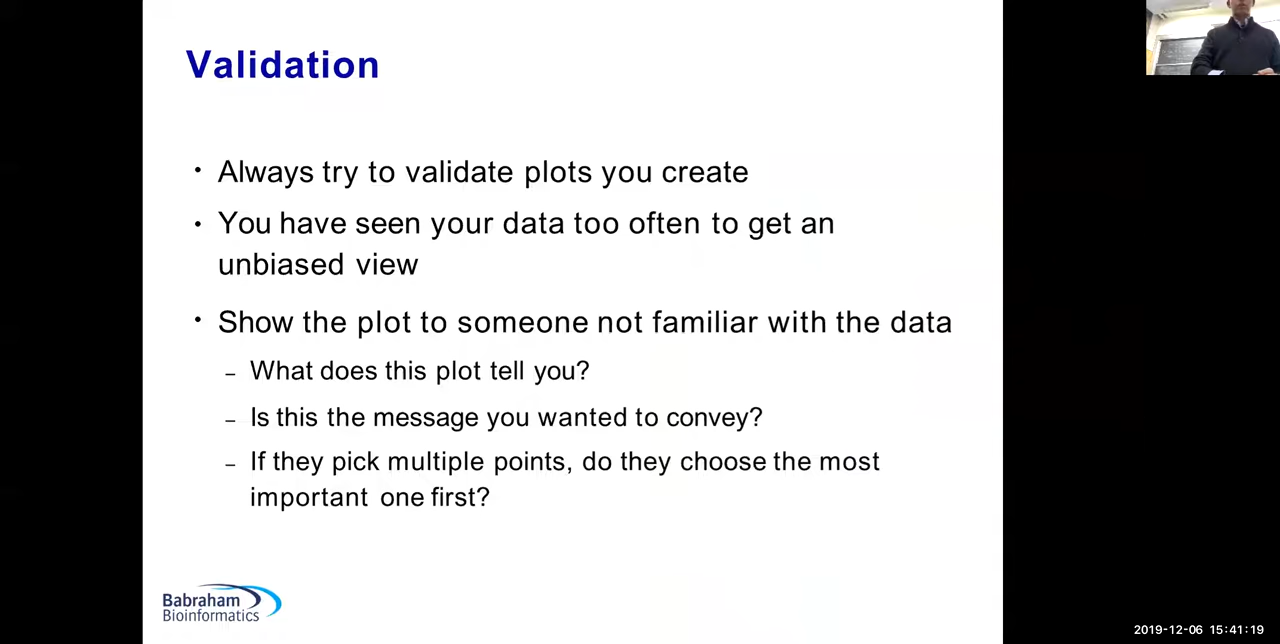 Validation
• Always try to validate plots you create
• You have seen your data too often to get an
unbiased view
• Show the plot to someone not familiar with the data
– What does this plot tell you?
– Is this the message you wanted to convey?
– If they pick multiple points, do they choose the most
important one first?
Babraham
Bioinformatics
2019-12-06 15:41:19